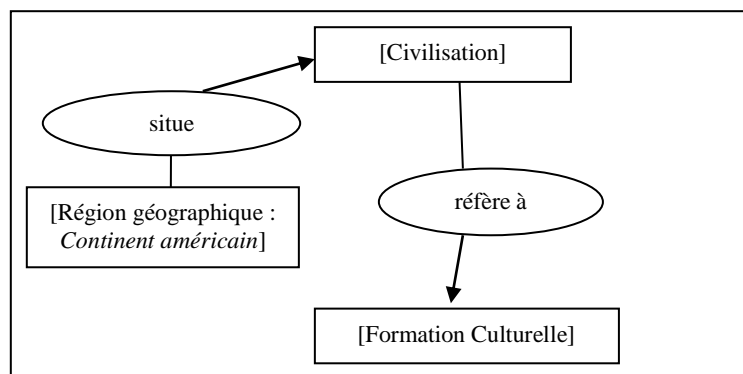 [Civilisation]
situe
[Région géographique :
Continent américain]
réfère à
[Formation Culturelle]